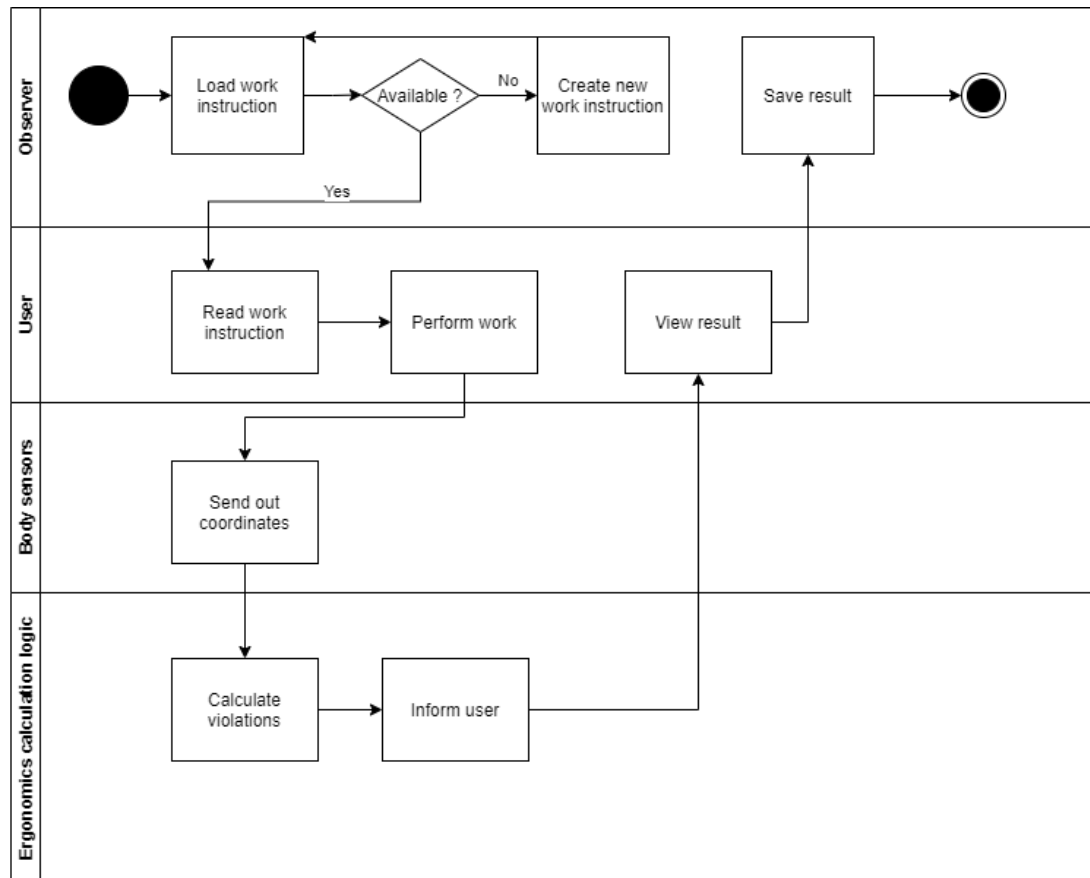 Observer
Load work
instruction
Available ?
No
Create new
work instruction
Save result
Yes
User
Read work
instruction
Perform work
View result
Body sensors
Send out
coordinates
Ergonomics calculation logic
Calculate
violations
Inform user